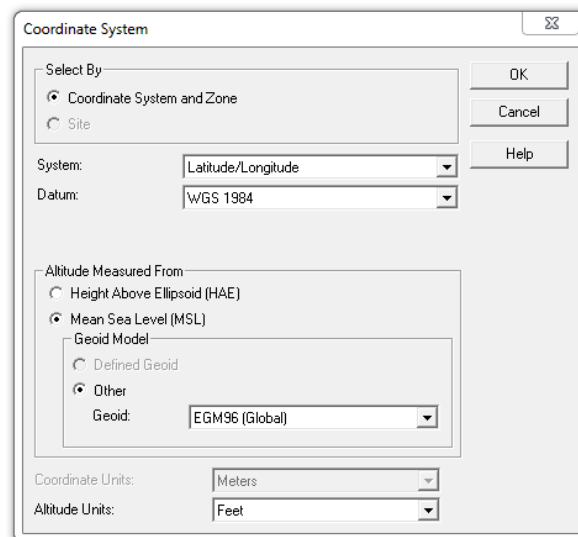 Coordinate System
Select By
Coordinate System and Zone
Site
OK
Cancel
Help
System: Latitude/Longitude
Datum: WGS 1984
Altitude Measured From
Height Above Ellipsoid (HAE)
Mean Sea Level (MSL)
Geoid Model
Defined Geoid
Other
Geoid: EGM96 (Global)
Coordinate Units: Meters
Altitude Units: Feet